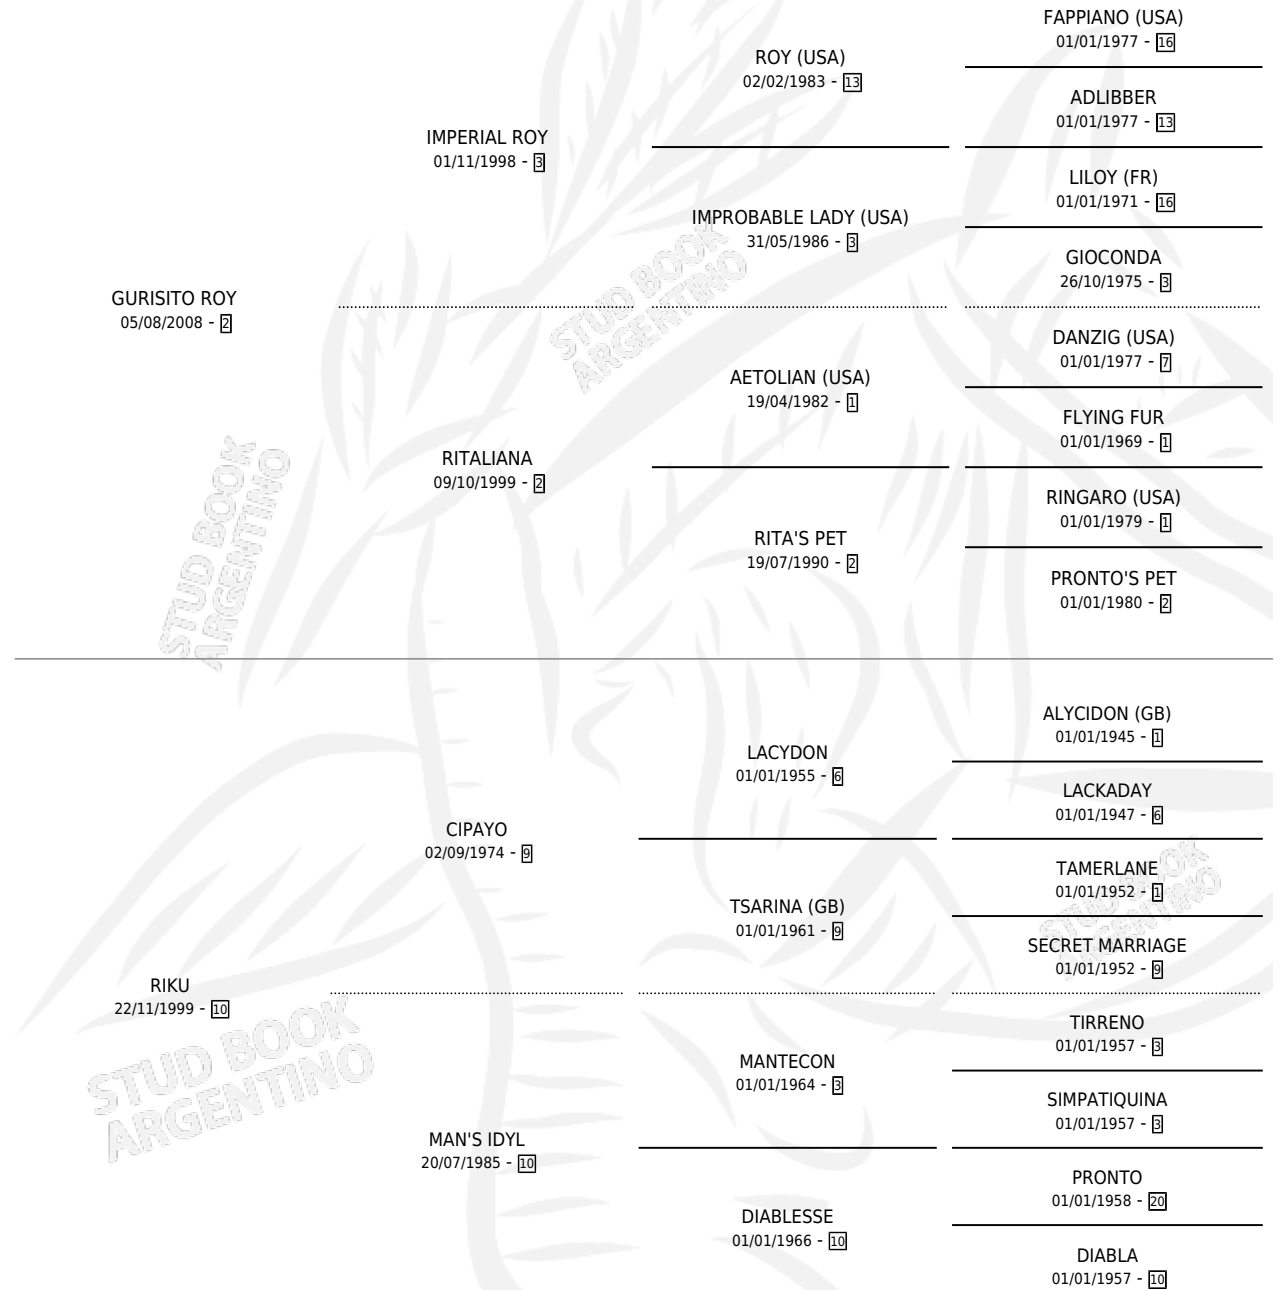 FAPPIANO (USA)
01/01/1977 - 16
ROY (USA)
02/02/1983 - 13
ADLIBBER
01/01/1977 - 13
IMPERIAL ROY
01/11/1998 - 3
LILOY (FR)
01/01/1971 - 16
IMPROBABLE LADY (USA)
31/05/1986 - 3
GIOCONDA
26/10/1975 - 3
GURISITO ROY
05/08/2008 - 2
DANZIG (USA)
01/01/1977 - 7
AETOLIAN (USA)
19/04/1982 - 1
FLYING FUR
01/01/1969 - 1
RITALIANA
09/10/1999 - 2
RINGARO (USA)
01/01/1979 - 1
RITA'S PET
19/07/1990 - 2
PRONTO'S PET
01/01/1980 - 2
ALYCIDON (GB)
01/01/1945 - 1
LACYDON
01/01/1955 - 6
LACKADAY
01/01/1947 - 6
CIPAYO
02/09/1974 - 9
TAMERLANE
01/01/1952 - 1
TSARINA (GB)
01/01/1961 - 9
SECRET MARRIAGE
01/01/1952 - 9
RIKU
22/11/1999 - 10
TIRRENO
01/01/1957 - 3
MANTECON
01/01/1964 - 3
SIMPATIQUINA
01/01/1957 - 3
MAN'S IDYL
20/07/1985 - 10
PRONTO
01/01/1958 - 20
DIABLESSE
01/01/1966 - 10
DIABLA
01/01/1957 - 10
STUD BOOK
ARGENTINO
STUD BOOK
ARGENTINO
STUD BOOK
ARGENTINO
STUD BOOK
ARGENTINO